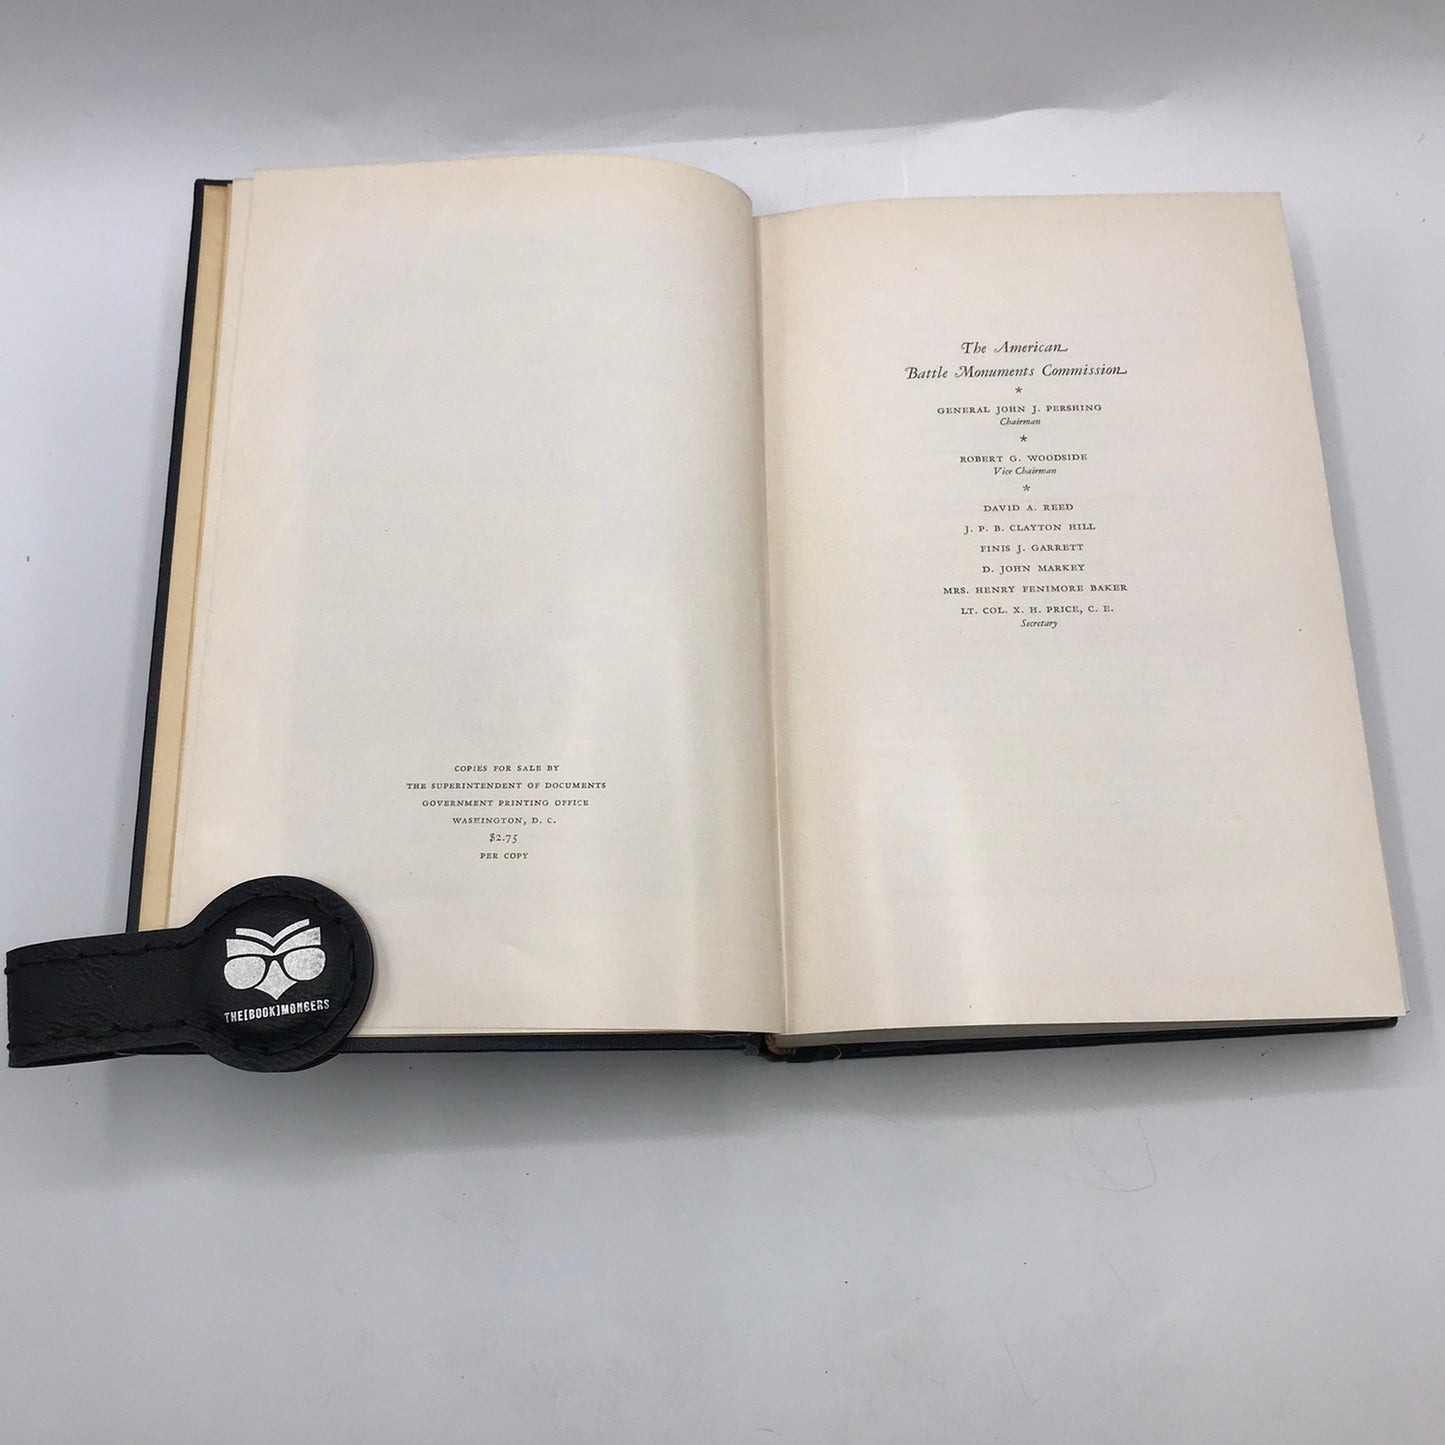 COPIES FOR SALE BY
THE SUPERINTENDENT OF DOCUMENTS
GOVERNMENT PRINTING OFFICE
WASHINGTON, D. C.
$2.75
PER COPY
THE[BOOK]MONGERS
The American
Battle Monuments Commission
*
GENERAL JOHN J. PERSHING
Chairman
*
ROBERT G. WOODSIDE
Vice Chairman
*
DAVID A. REED
J. P. B. CLAYTON HILL
FINIS J. GARRETT
D. JOHN MARKEY
MRS. HENRY FENIMORE BAKER
LT. COL. X. H. PRICE, C. E.
Secretary